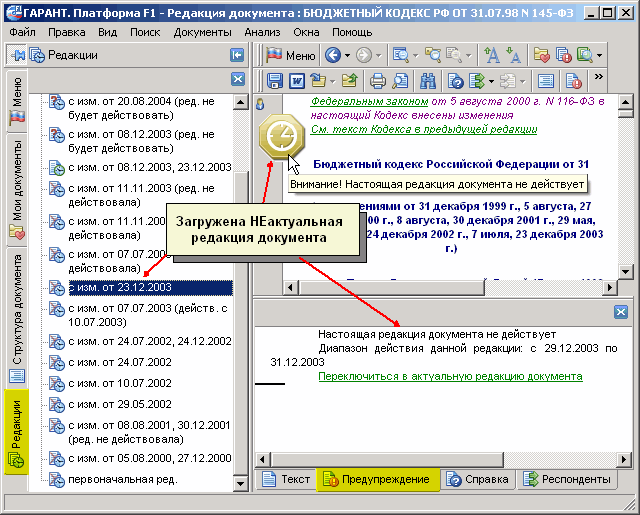 ГАРАНТ. Платформа F1 - Редакция документа : БЮДЖЕТНЫЙ КОДЕКС РФ ОТ 31.07.98 N 145-ФЗ
Файл Правка Вид Поиск Документы Анализ Окна Помощь
Редакции
Меню
Меню
Мои документы
Структура документа
Редакции
с изм. от 20.08.2004 (ред. не
будет действовать)
с изм. от 08.12.2003 (ред. не
будет действовать)
с изм. от 08.12.2003, 23.12.2003
с изм. от 11.11.2003 (ред. не
действовала)
с изм. от 11.11.2003
с изм. от 07.07
действовала)
с изм. от 23.12.2003
с изм. от 07.07.2003 (действ. с
10.07.2003)
с изм. от 24.07.2002, 24.12.2002
с изм. от 24.07.2002
с изм. от 10.07.2002
с изм. от 29.05.2002
с изм. от 08.08.2001, 30.12.2001
(ред. не действовала)
с изм. от 05.08.2000, 27.12.2000
первоначальная ред.
Федеральным законом от 5 августа 2000 г. N 116-ФЗ в
настоящий Кодекс внесены изменения
См. текст Кодекса в предыдущей редакции
Бюджетный кодекс Российской Федерации от 31
Внимание! Настоящая редакция документа не действует
ениями от 31 декабря 1999 г., 5 августа, 27
00 г., 8 августа, 30 декабря 2001 г., 29 мая,
24 декабря 2002 г., 7 июля, 23 декабря 2003
г.)
Загружена НЕактуальная
редакция документа
Настоящая редакция документа не действует
Диапазон действия данной редакции: с 29.12.2003 по
31.12.2003
Переключиться в актуальную редакцию документа
Текст Предупреждение Справка Респонденты